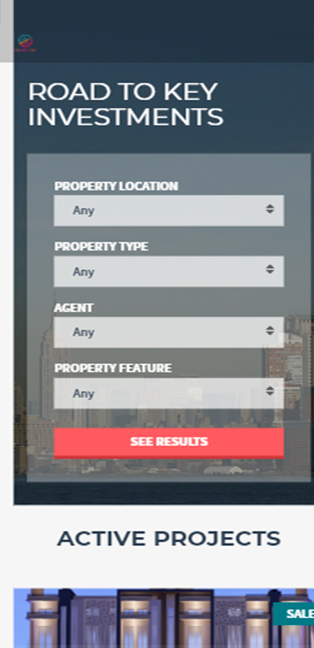 ROAD TO KEY
INVESTMENTS
PROPERTY LOCATION
Any
PROPERTY TYPE
Any
AGENT
Any
PROPERTY FEATURE
Any
SEE RESULTS
ACTIVE PROJECTS
SALE